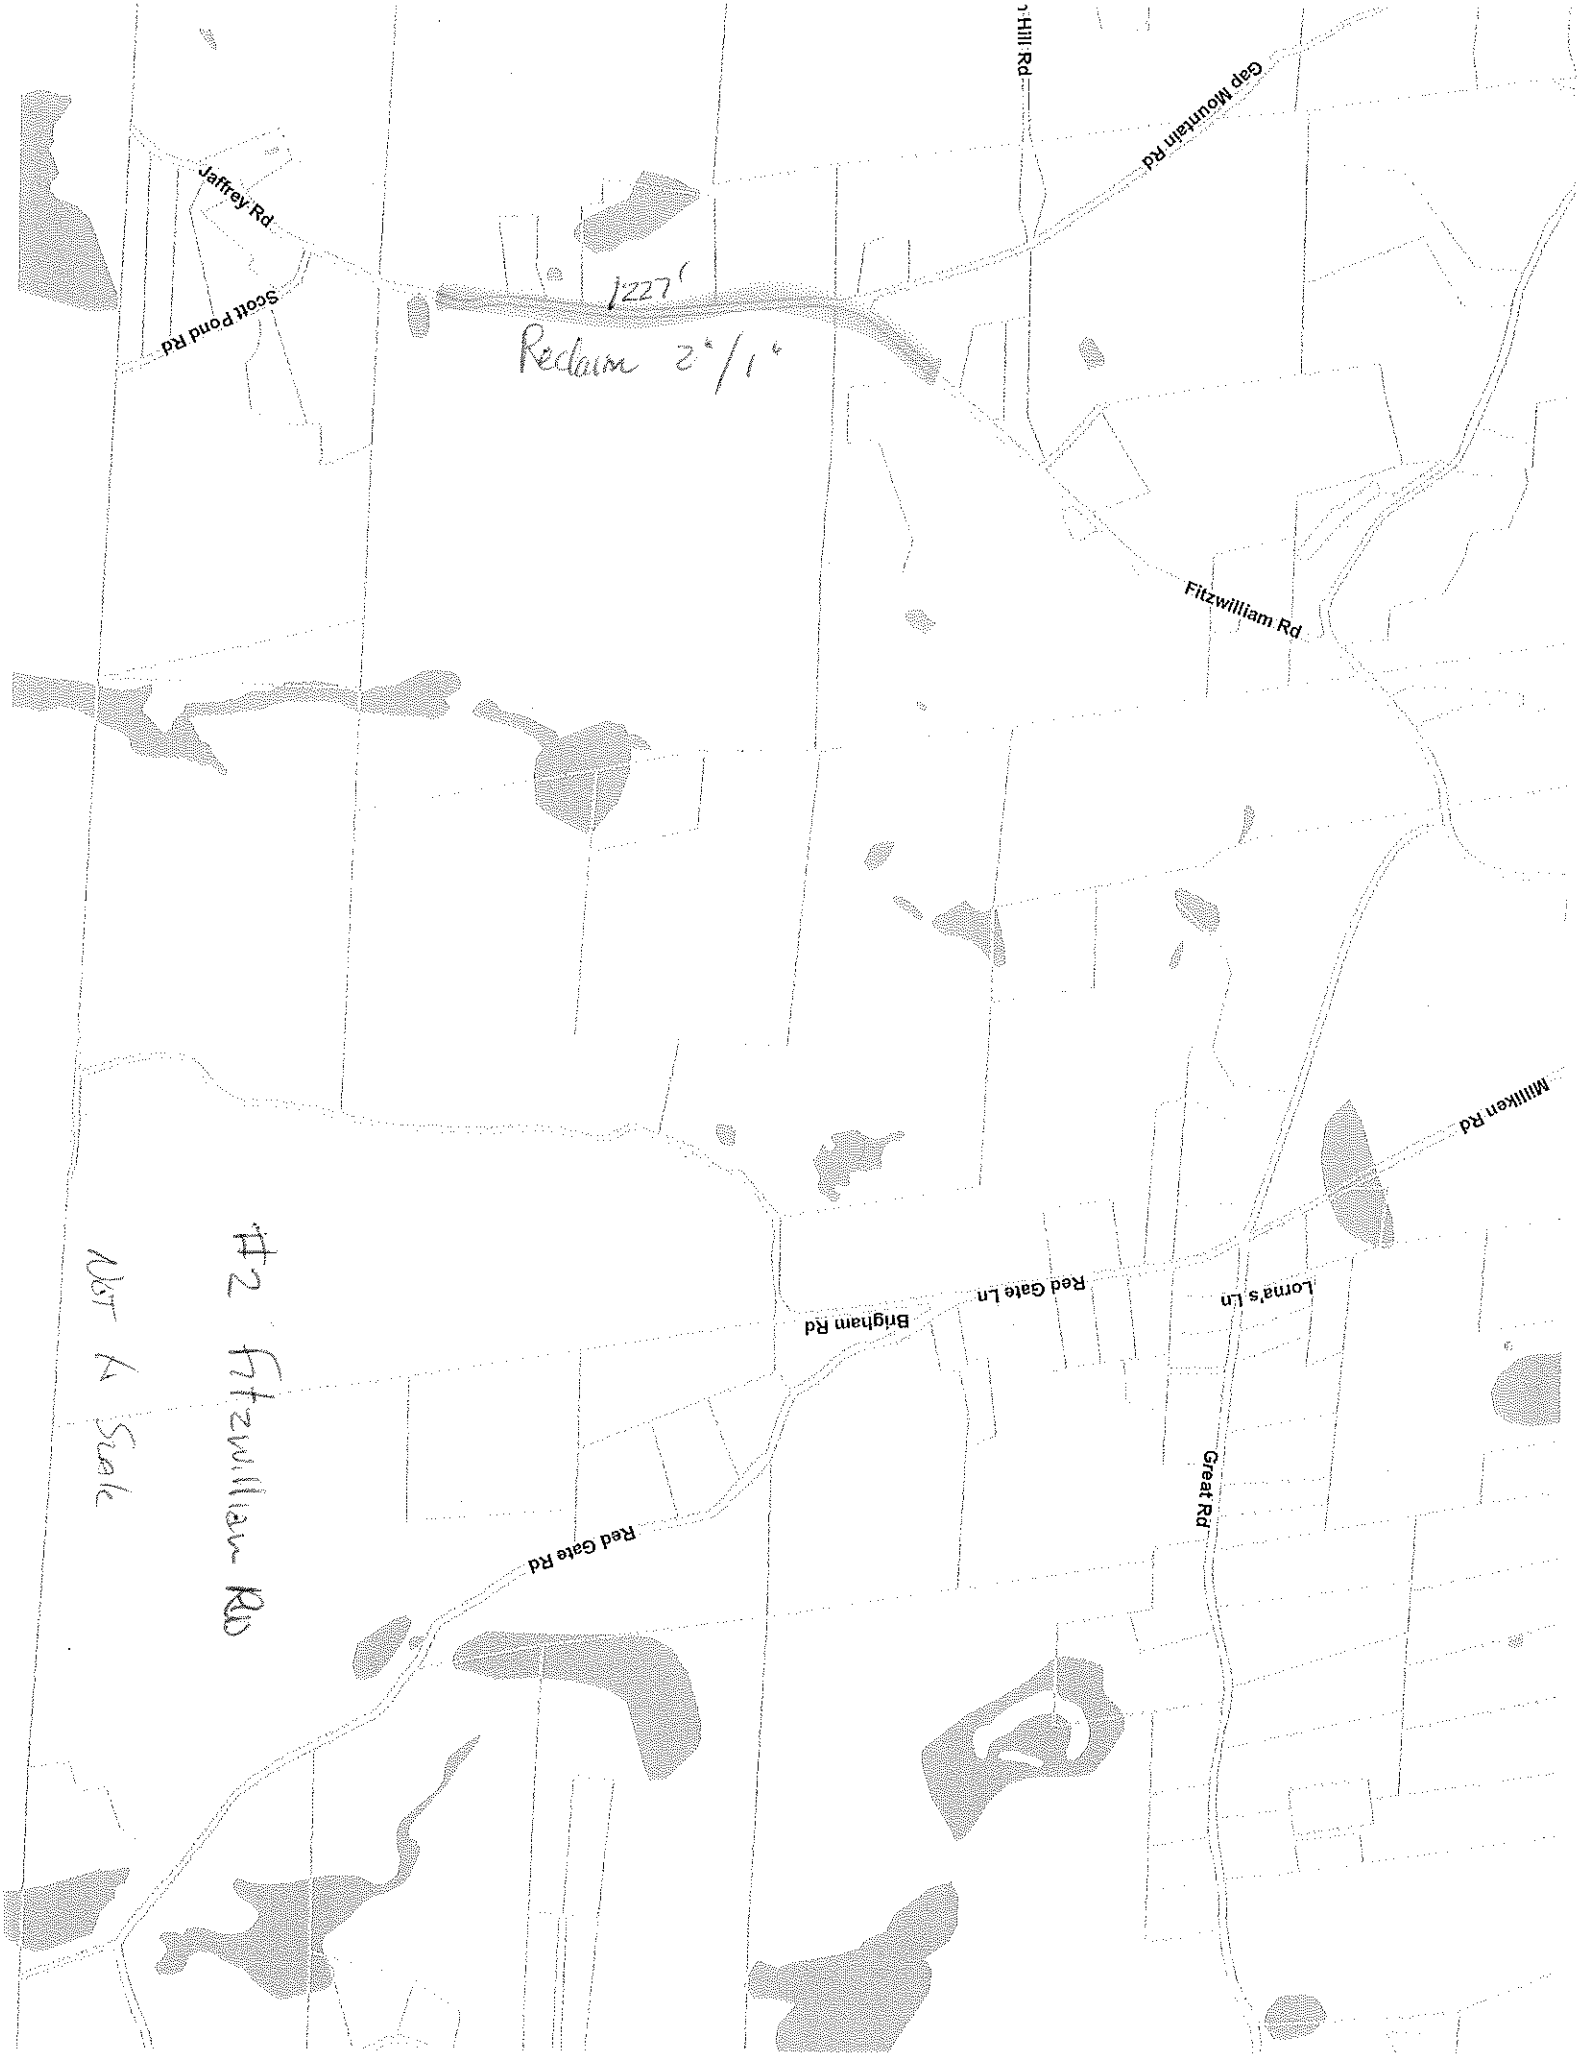 Hill Rd
Gap Mountain Rd
Jaffrey Rd
Scott Pond Rd
1227'
Reclaim 2"/1"
Fitzwilliam Rd
Milliken Rd
Lorna's Ln
Red Gate Ln
Brigham Rd
#2 Fitzwilliam RD
NOT A Scale
Great Rd
Red Gate Rd